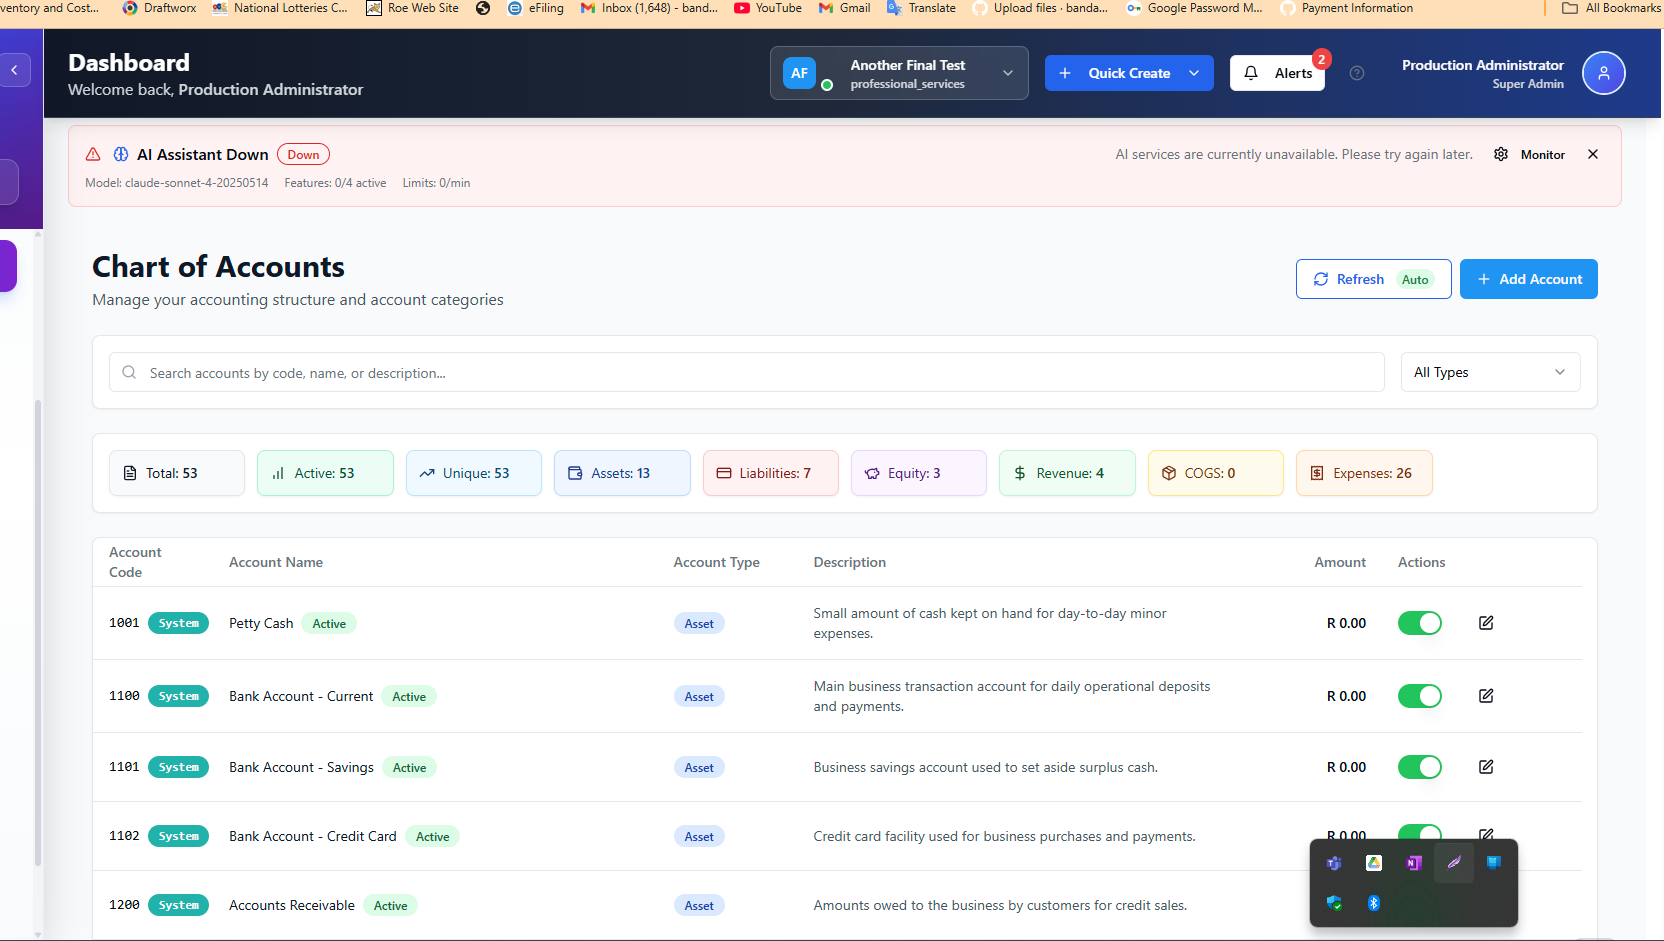 ventory and Cost...
Draftworx
National Lotteries C...
Roe Web Site
eFiling
Inbox (1,648) - band...
YouTube
Gmail
Translate
Upload files · banda...
Google Password M...
Payment Information
All Bookmarks
Dashboard
Welcome back, Production Administrator
AF
Another Final Test
professional_services
Quick Create
Alerts
2
Production Administrator
Super Admin
AI Assistant Down
Down
AI services are currently unavailable. Please try again later.
Monitor
Model: claude-sonnet-4-20250514
Features: 0/4 active
Limits: 0/min
Chart of Accounts
Manage your accounting structure and account categories
Refresh
Auto
Add Account
Search accounts by code, name, or description...
All Types
Total: 53
Active: 53
Unique: 53
Assets: 13
Liabilities: 7
Equity: 3
Revenue: 4
COGS: 0
Expenses: 26
Account
Code
Account Name
Account Type
Description
Amount
Actions
1001
System
Petty Cash
Active
Asset
Small amount of cash kept on hand for day-to-day minor
expenses.
R 0.00
1100
System
Bank Account - Current
Active
Asset
Main business transaction account for daily operational deposits
and payments.
R 0.00
1101
System
Bank Account - Savings
Active
Asset
Business savings account used to set aside surplus cash.
R 0.00
1102
System
Bank Account - Credit Card
Active
Asset
Credit card facility used for business purchases and payments.
R 0.00
1200
System
Accounts Receivable
Active
Asset
Amounts owed to the business by customers for credit sales.